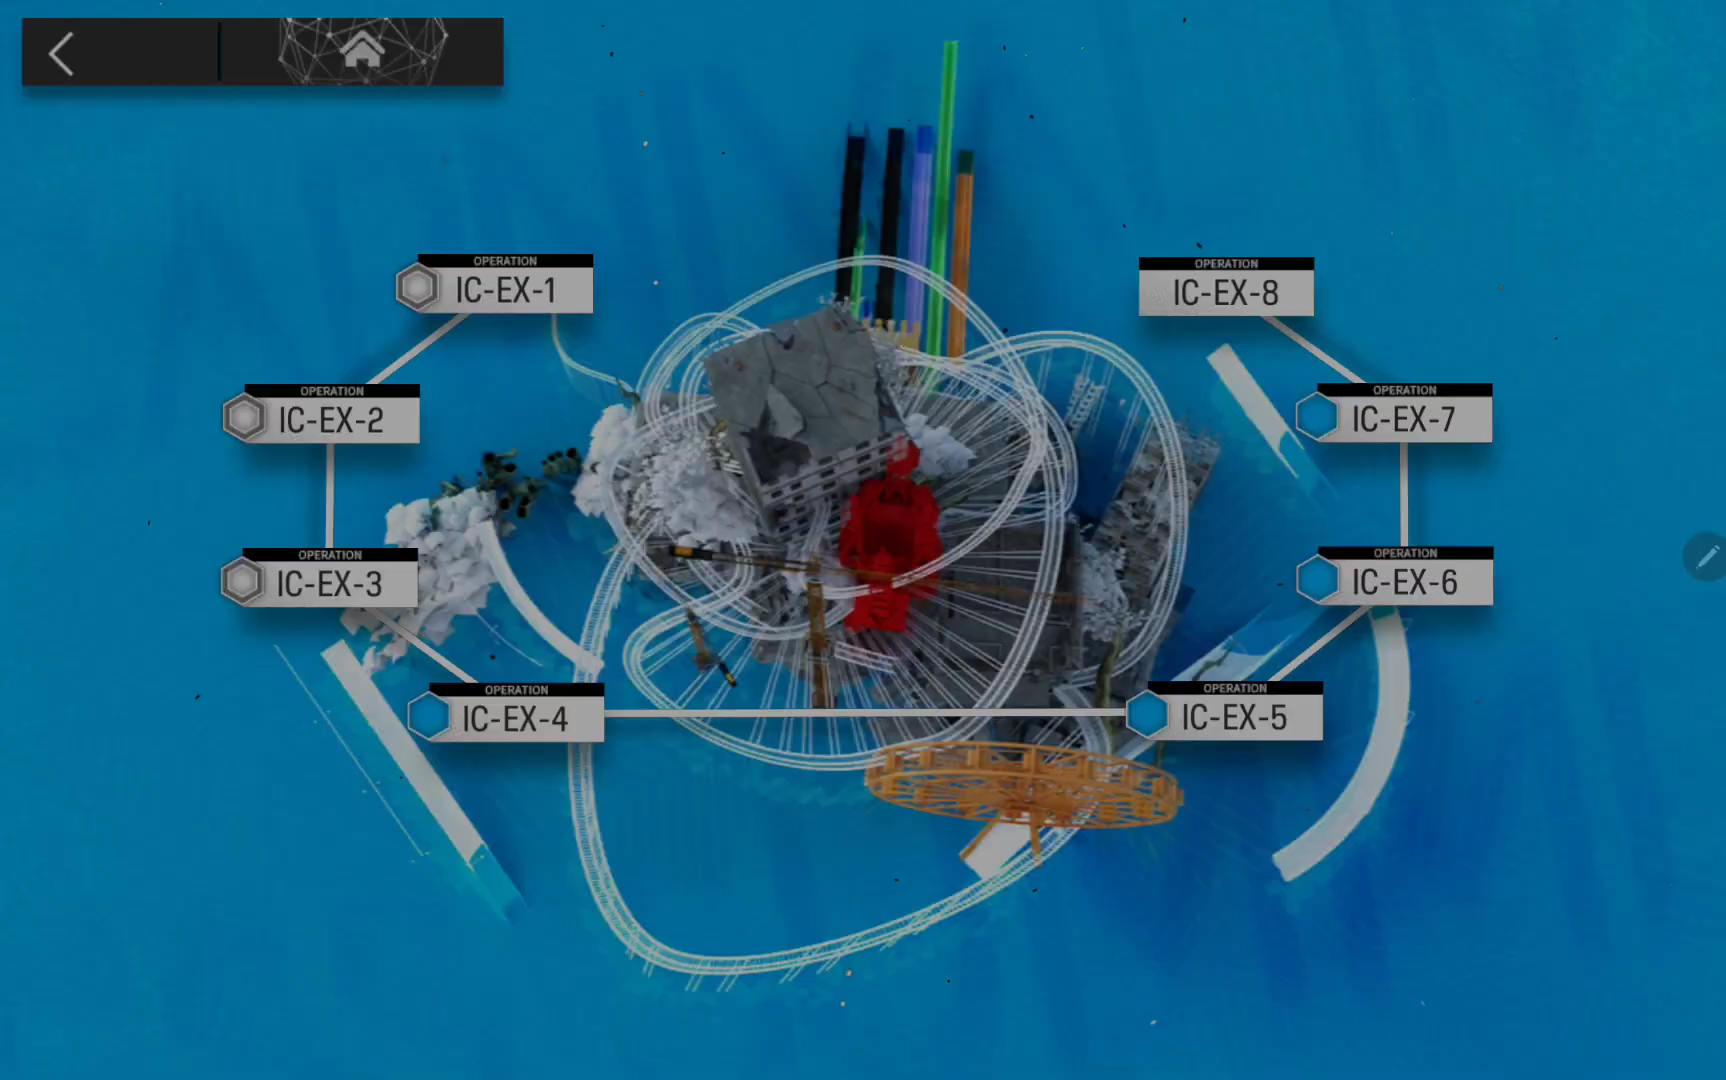 OPERATION
IC-EX-1
OPERATION
IC-EX-8
OPERATION
IC-EX-2
OPERATION
IC-EX-7
OPERATION
IC-EX-3
OPERATION
IC-EX-6
OPERATION
IC-EX-4
OPERATION
IC-EX-5